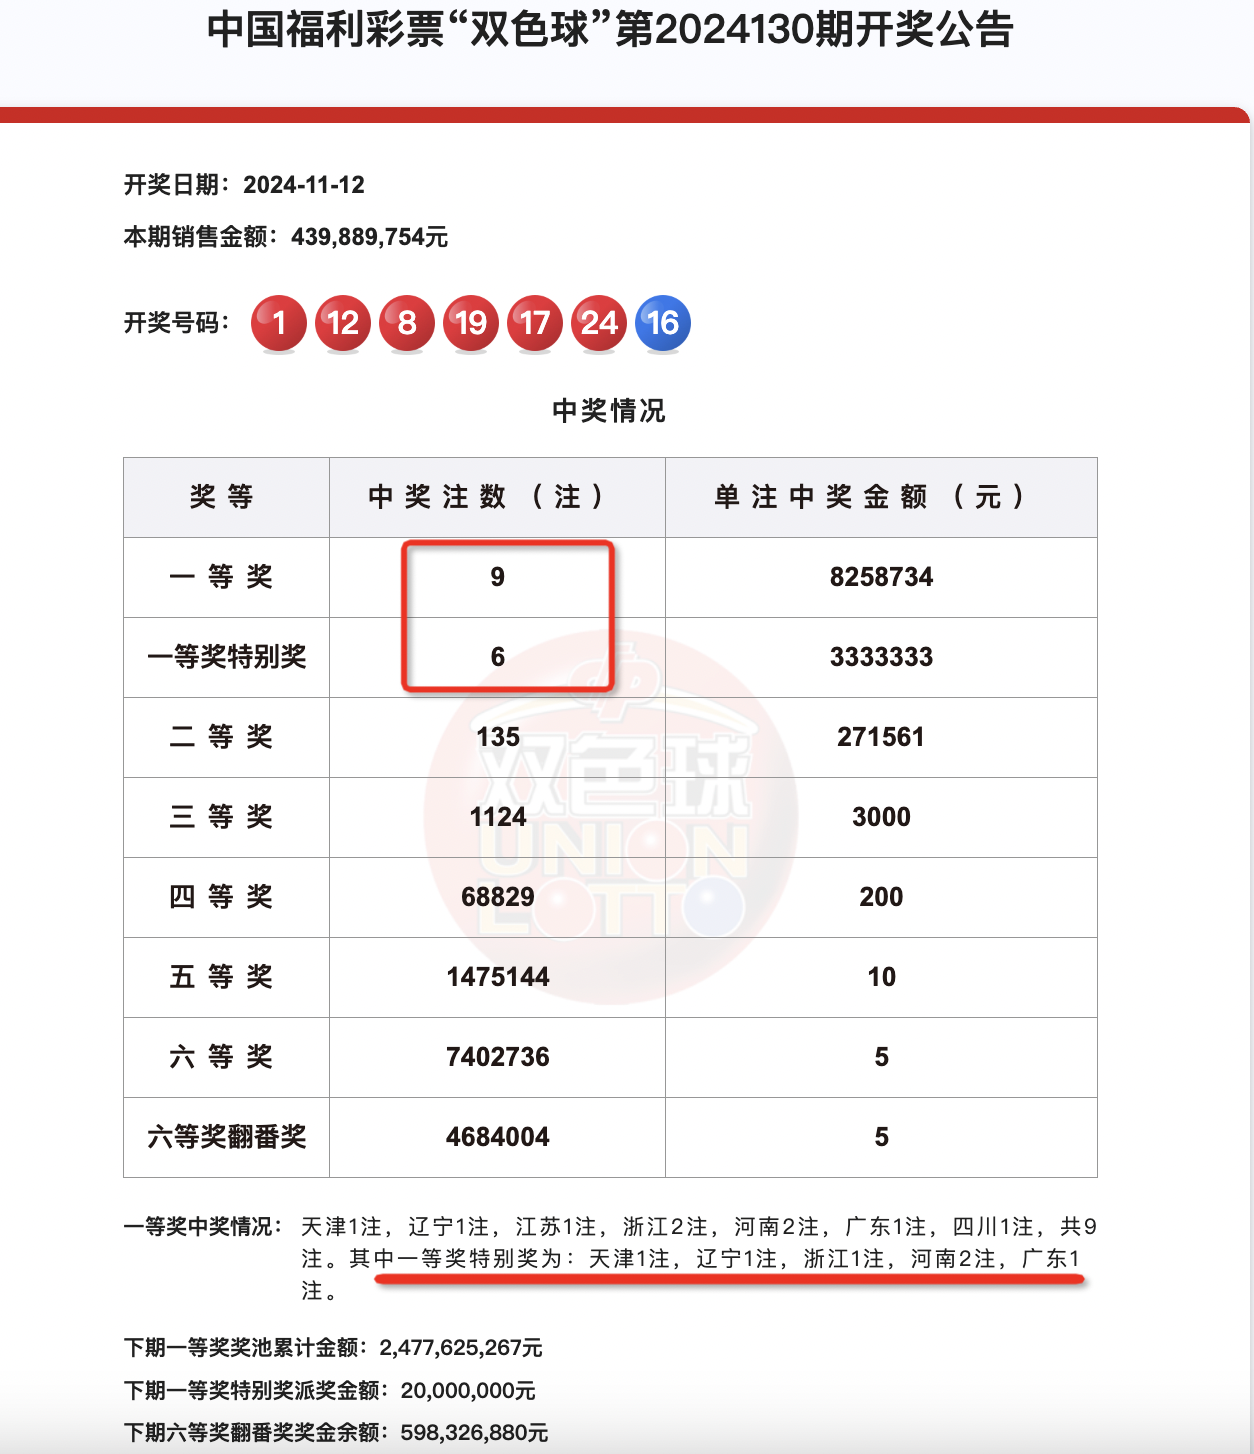 中国福利彩票“双色球”第2024130期开奖公告
开奖日期：2024-11-12
本期销售金额：439,889,754元
开奖号码： 1 12 8 19 17 24 16
中奖情况
奖等 中奖注数（注） 单注中奖金额（元）
一等奖 9 8258734
一等奖特别奖 6 3333333
二等奖 135 271561
三等奖 1124 3000
四等奖 68829 200
五等奖 1475144 10
六等奖 7402736 5
六等奖翻番奖 4684004 5
双色球
UNION
LOTTO
一等奖中奖情况： 天津1注，辽宁1注，江苏1注，浙江2注，河南2注，广东1注，四川1注，共9
注。其中一等奖特别奖为：天津1注，辽宁1注，浙江1注，河南2注，广东1
注。
下期一等奖奖池累计金额：2,477,625,267元
下期一等奖特别奖派奖金额：20,000,000元
下期六等奖翻番奖奖金余额：598,326,880元